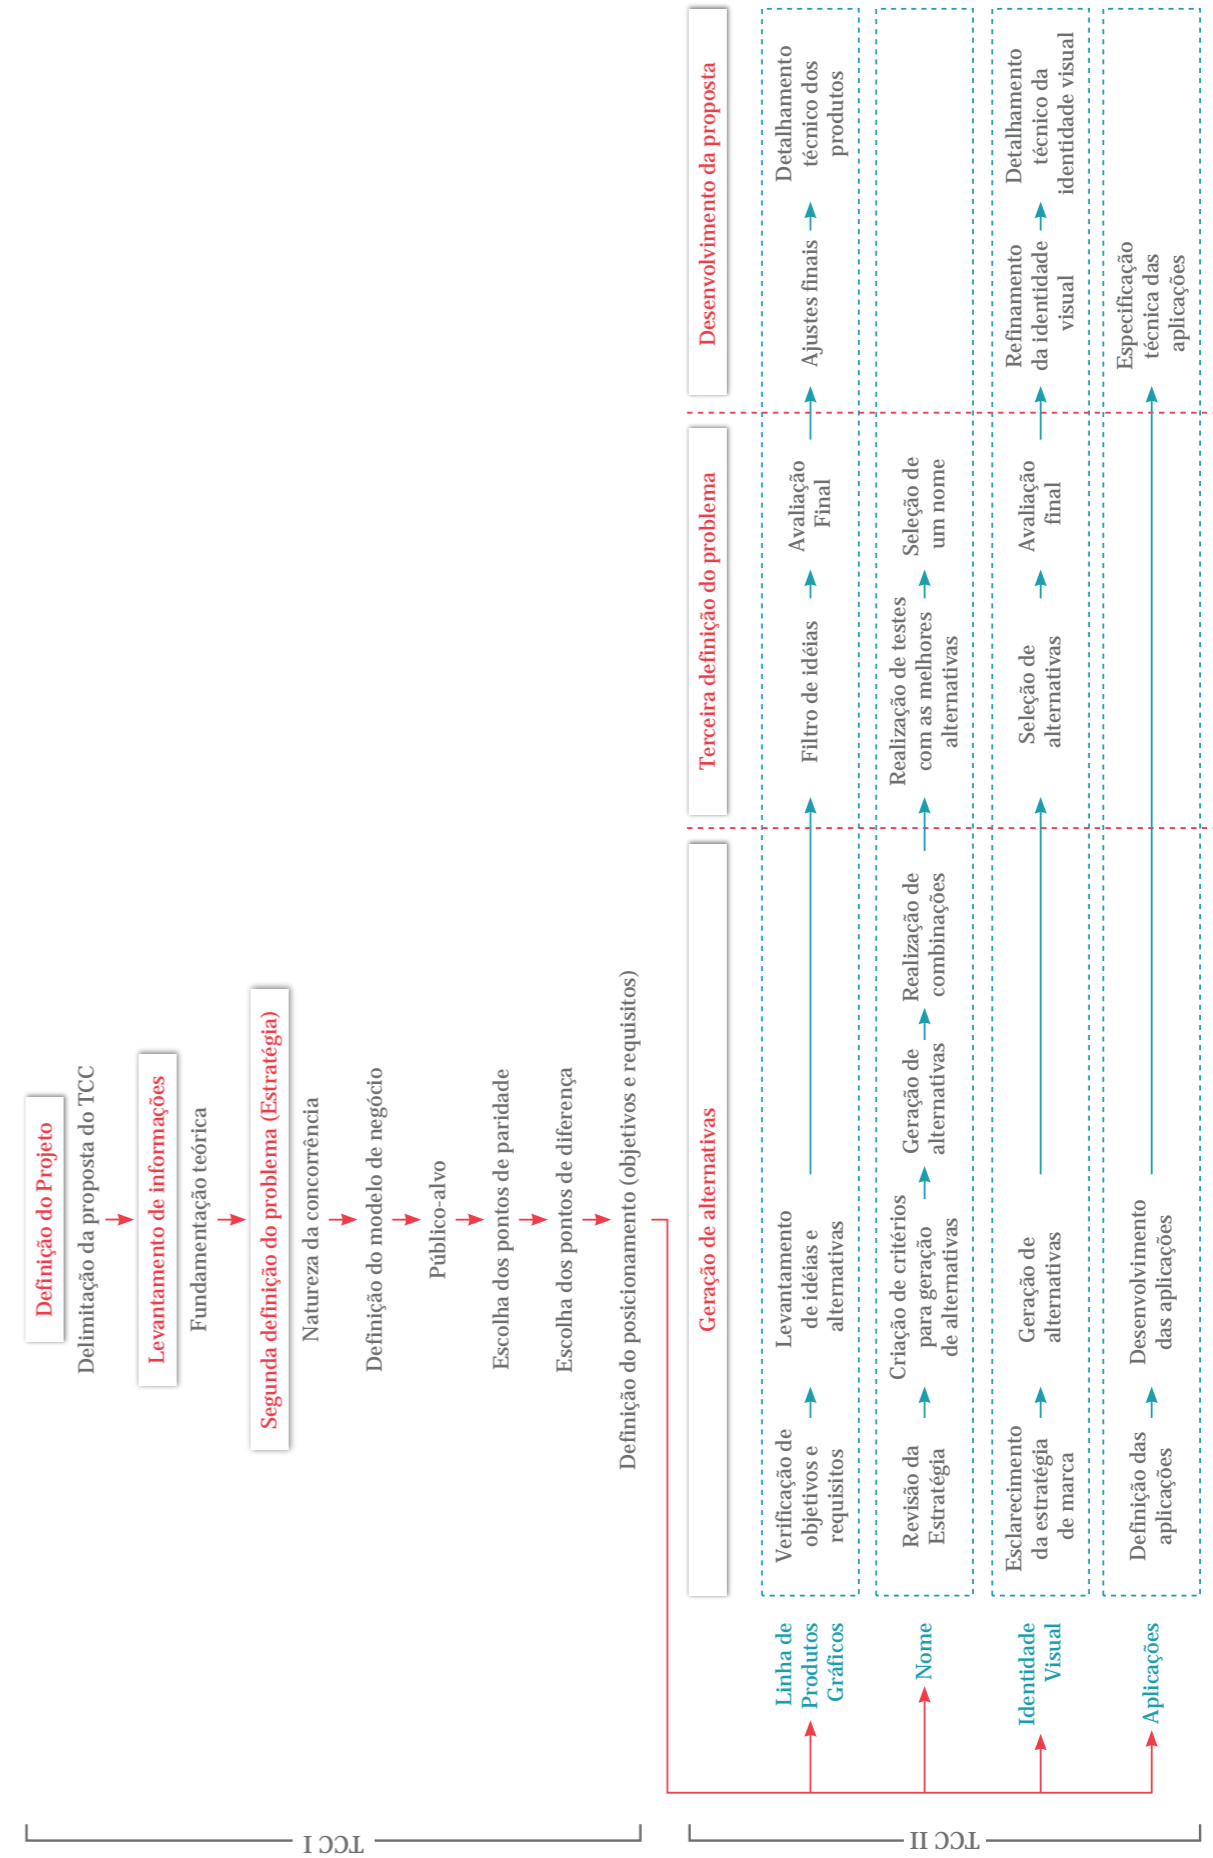 TCC I
Definição do Projeto
Delimitação da proposta do TCC
Levantamento de informações
Fundamentação teórica
Segunda definição do problema (Estratégia)
Natureza da concorrência
Definição do modelo de negócio
Público-alvo
Escolha dos pontos de paridade
Escolha dos pontos de diferença
Definição do posicionamento (objetivos e requisitos)
TCC II
Geração de alternativas
Terceira definição do problema
Desenvolvimento da proposta
Linha de
Produtos
Gráficos
Verificação de
objetivos e
requisitos
Levantamento
de idéias e
alternativas
Filtro de idéias
Avaliação
Final
Ajustes finais
Detalhamento
técnico dos
produtos
Nome
Revisão da
Estratégia
Criação de critérios
para geração
de alternativas
Geração de
alternativas
Realização de
combinações
Realização de testes
com as melhores
alternativas
Seleção de
um nome
Identidade
Visual
Esclarecimento
da estratégia
de marca
Geração de
alternativas
Seleção de
alternativas
Avaliação
final
Refinamento
da identidade
visual
Detalhamento
técnico da
identidade visual
Aplicações
Definição das
aplicações
Desenvolvimento
das aplicações
Especificação
técnica das
aplicações